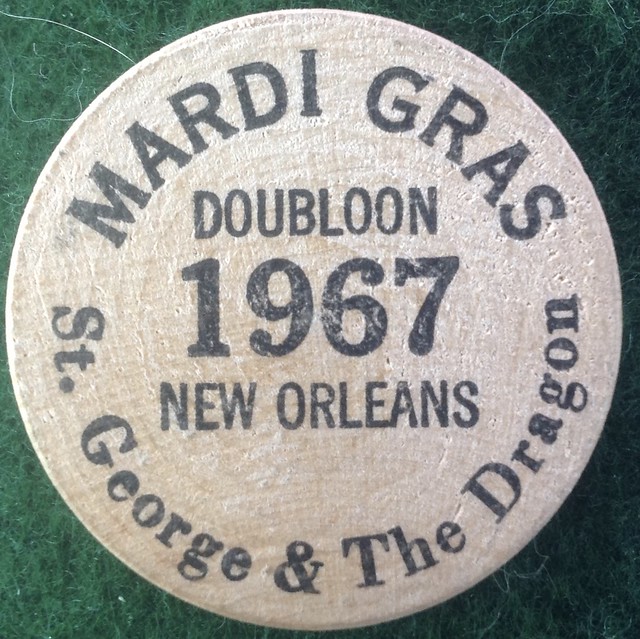 MARDI GRAS
DOUBLOON
1967
NEW ORLEANS
St. George & The Dragon